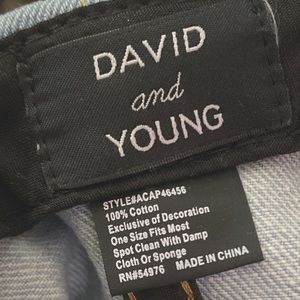 DAVID
and
YOUNG
STYLE#ACAP46456
100% Cotton
Exclusive of Decoration
One Size Fits Most
Spot Clean With Damp
Cloth Or Sponge
RN#54976 MADE IN CHINA